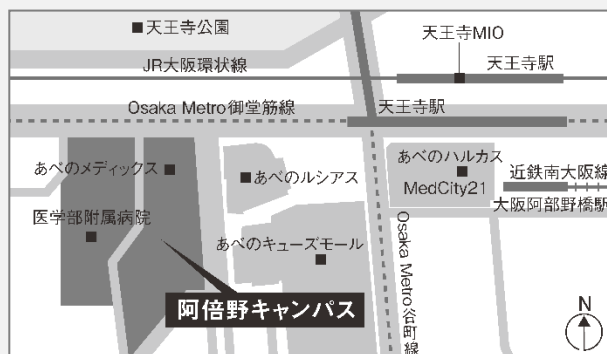 天王寺公園
天王寺MIO
JR大阪環状線
天王寺駅
Osaka Metro御堂筋線
天王寺駅
あべのメディックス
あべのルシアス
あべのハルカス
MedCity21
近鉄南大阪線
大阪阿部野橋駅
医学部附属病院
あべのキューズモール
Osaka Metro谷町線
阿倍野キャンパス
N